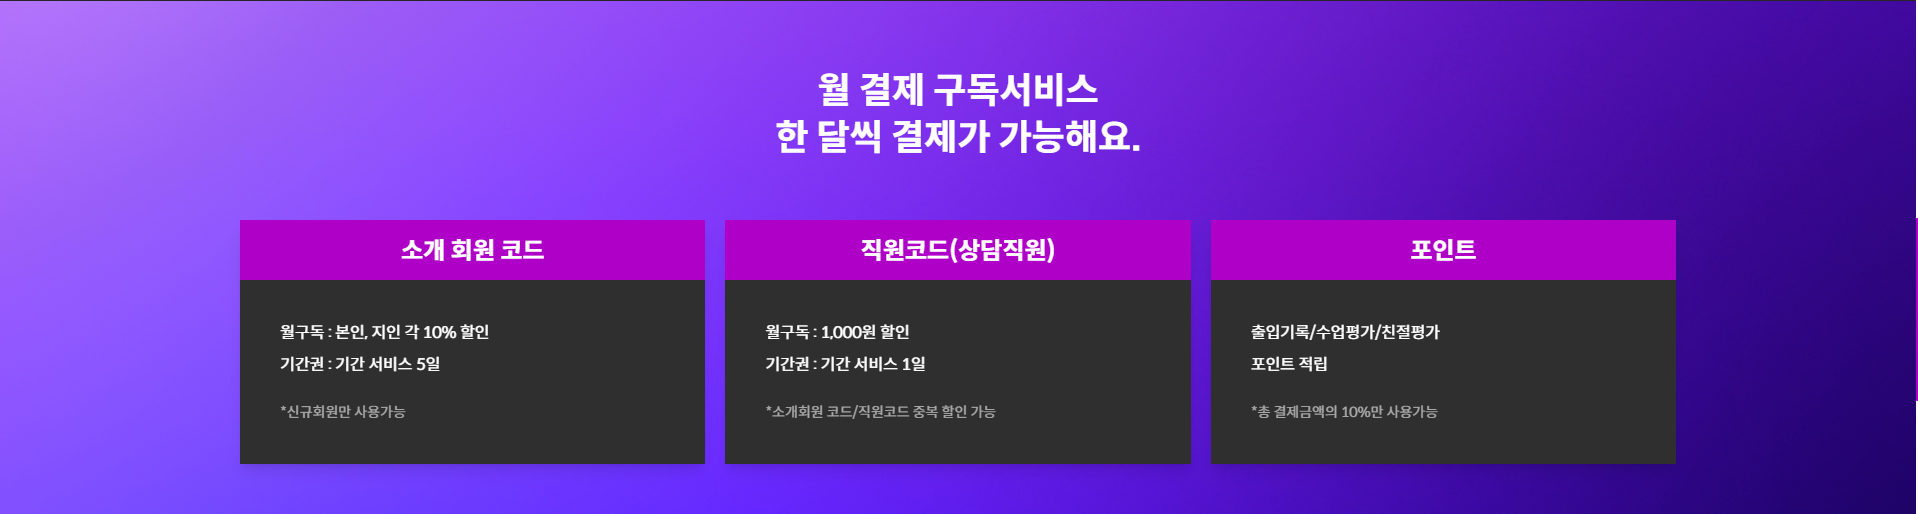 월 결제 구독서비스
한 달씩 결제가 가능해요.
소개 회원 코드
월구독 : 본인, 지인 각 10% 할인
기간권 : 기간 서비스 5일
*신규회원만 사용가능
직원코드(상담직원)
월구독 : 1,000원 할인
기간권 : 기간 서비스 1일
*소개회원 코드/직원코드 중복 할인 가능
포인트
출입기록/수업평가/친절평가
포인트 적립
*총 결제금액의 10%만 사용가능